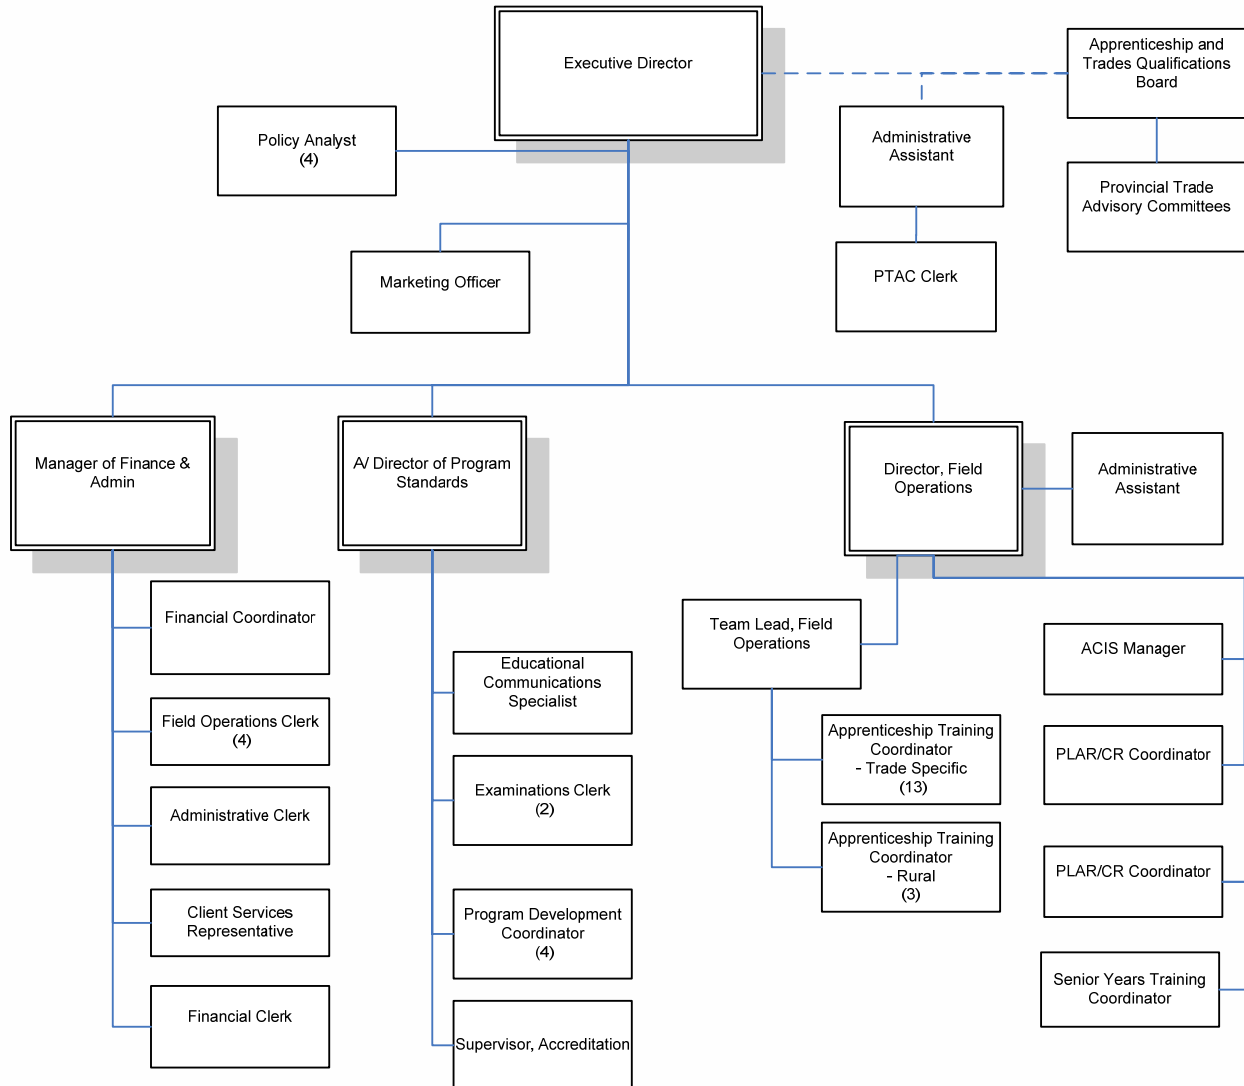 Executive Director
Apprenticeship and
Trades Qualifications
Board
Policy Analyst
(4)
Administrative
Assistant
Provincial Trade
Advisory Committees
Marketing Officer
PTAC Clerk
Manager of Finance &
Admin
A/ Director of Program
Standards
Director, Field
Operations
Administrative
Assistant
Financial Coordinator
Field Operations Clerk
(4)
Administrative Clerk
Client Services
Representative
Financial Clerk
Educational
Communications
Specialist
Examinations Clerk
(2)
Program Development
Coordinator
(4)
Supervisor, Accreditation
Team Lead, Field
Operations
Apprenticeship Training
Coordinator
- Trade Specific
(13)
Apprenticeship Training
Coordinator
- Rural
(3)
ACIS Manager
PLAR/CR Coordinator
PLAR/CR Coordinator
Senior Years Training
Coordinator